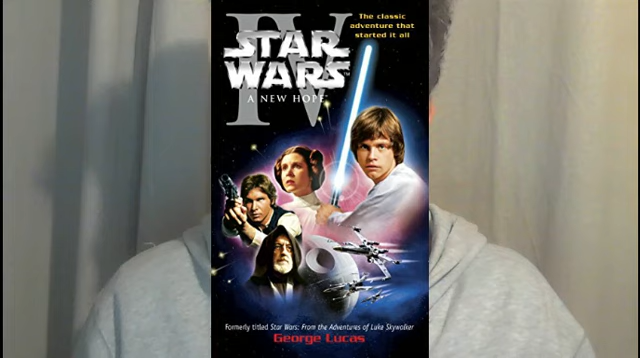 IV
The classic
adventure that
started it all
STAR
WARS™
A NEW HOPE
Formerly titled Star Wars: From the Adventures of Luke Skywalker
George Lucas